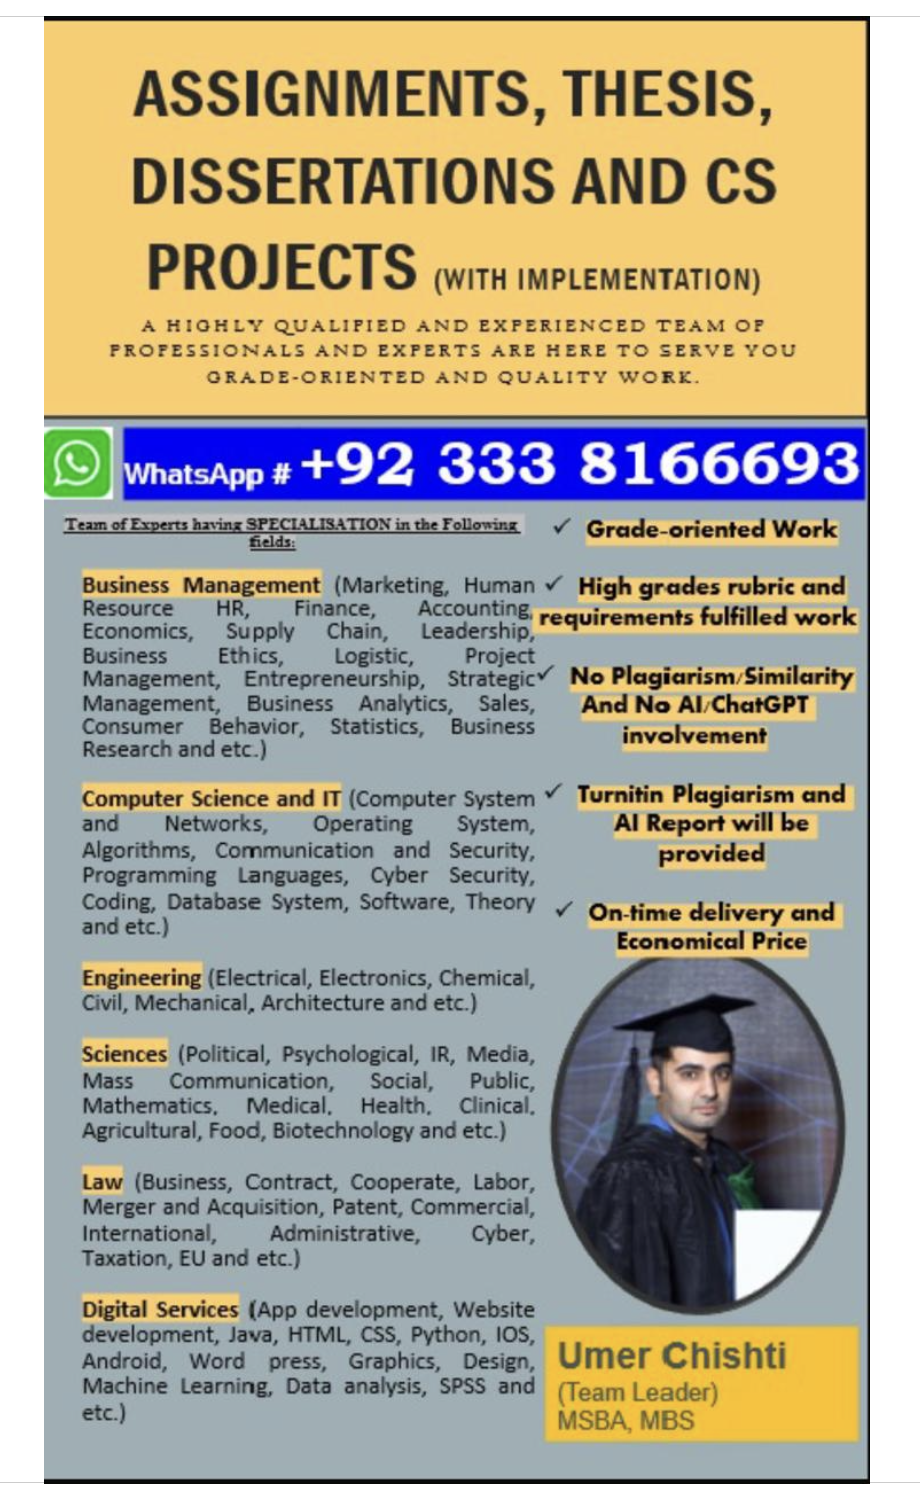 ASSIGNMENTS, THESIS,
DISSERTATIONS AND CS
PROJECTS (WITH IMPLEMENTATION)
A HIGHLY QUALIFIED AND EXPERIENCED TEAM OF
PROFESSIONALS AND EXPERTS ARE HERE TO SERVE YOU
GRADE-ORIENTED AND QUALITY WORK.
WhatsApp # +92 333 8166693
Team of Experts having SPECIALISATION in the Following
fields:
Business Management (Marketing, Human
Resource HR, Finance, Accounting,
Economics, Supply Chain, Leadership,
Business Ethics, Logistic, Project
Management, Entrepreneurship, Strategic
Management, Business Analytics, Sales,
Consumer Behavior, Statistics, Business
Research and etc.)
Computer Science and IT (Computer System
and Networks, Operating System,
Algorithms, Communication and Security,
Programming Languages, Cyber Security,
Coding, Database System, Software, Theory
and etc.)
Engineering (Electrical, Electronics, Chemical,
Civil, Mechanical, Architecture and etc.)
Sciences (Political, Psychological, IR, Media,
Mass Communication, Social, Public,
Mathematics, Medical, Health, Clinical,
Agricultural, Food, Biotechnology and etc.)
Law (Business, Contract, Cooperate, Labor,
Merger and Acquisition, Patent, Commercial,
International, Administrative, Cyber,
Taxation, EU and etc.)
Digital Services (App development, Website
development, Java, HTML, CSS, Python, IOS,
Android, Word press, Graphics, Design,
Machine Learning, Data analysis, SPSS and
etc.)
✓ Grade-oriented Work
✓ High grades rubric and
requirements fulfilled work
✓ No Plagiarism/Similarity
And No AI/ChatGPT
involvement
✓ Turnitin Plagiarism and
AI Report will be
provided
✓ On-time delivery and
Economical Price
Umer Chishti
(Team Leader)
MSBA, MBS